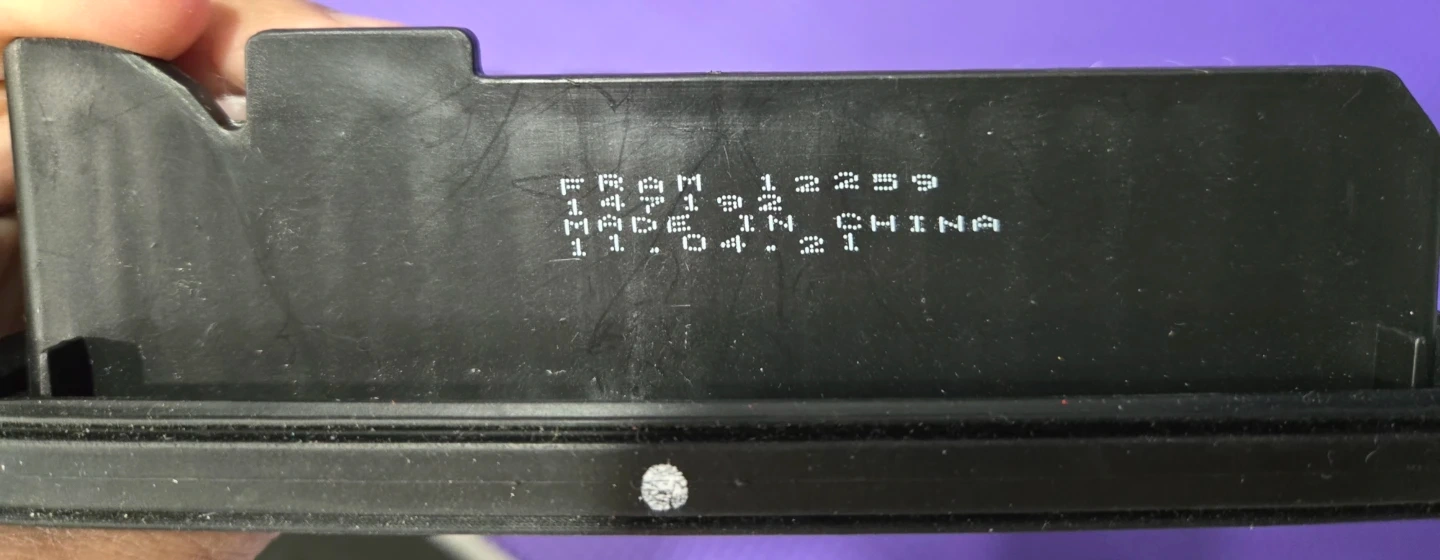 FRAM 12259
147192
MADE IN CHINA
11.04.21